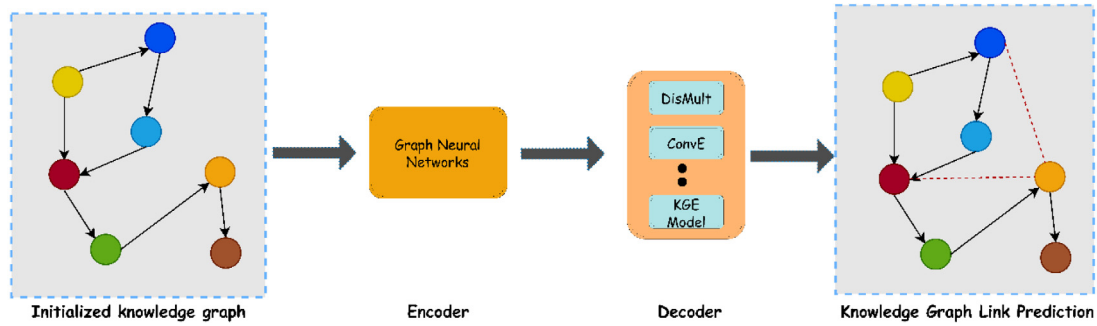 Graph Neural
Networks
DisMult
ConvE
KGE
Model
Initialized knowledge graph
Encoder
Decoder
Knowledge Graph Link Prediction